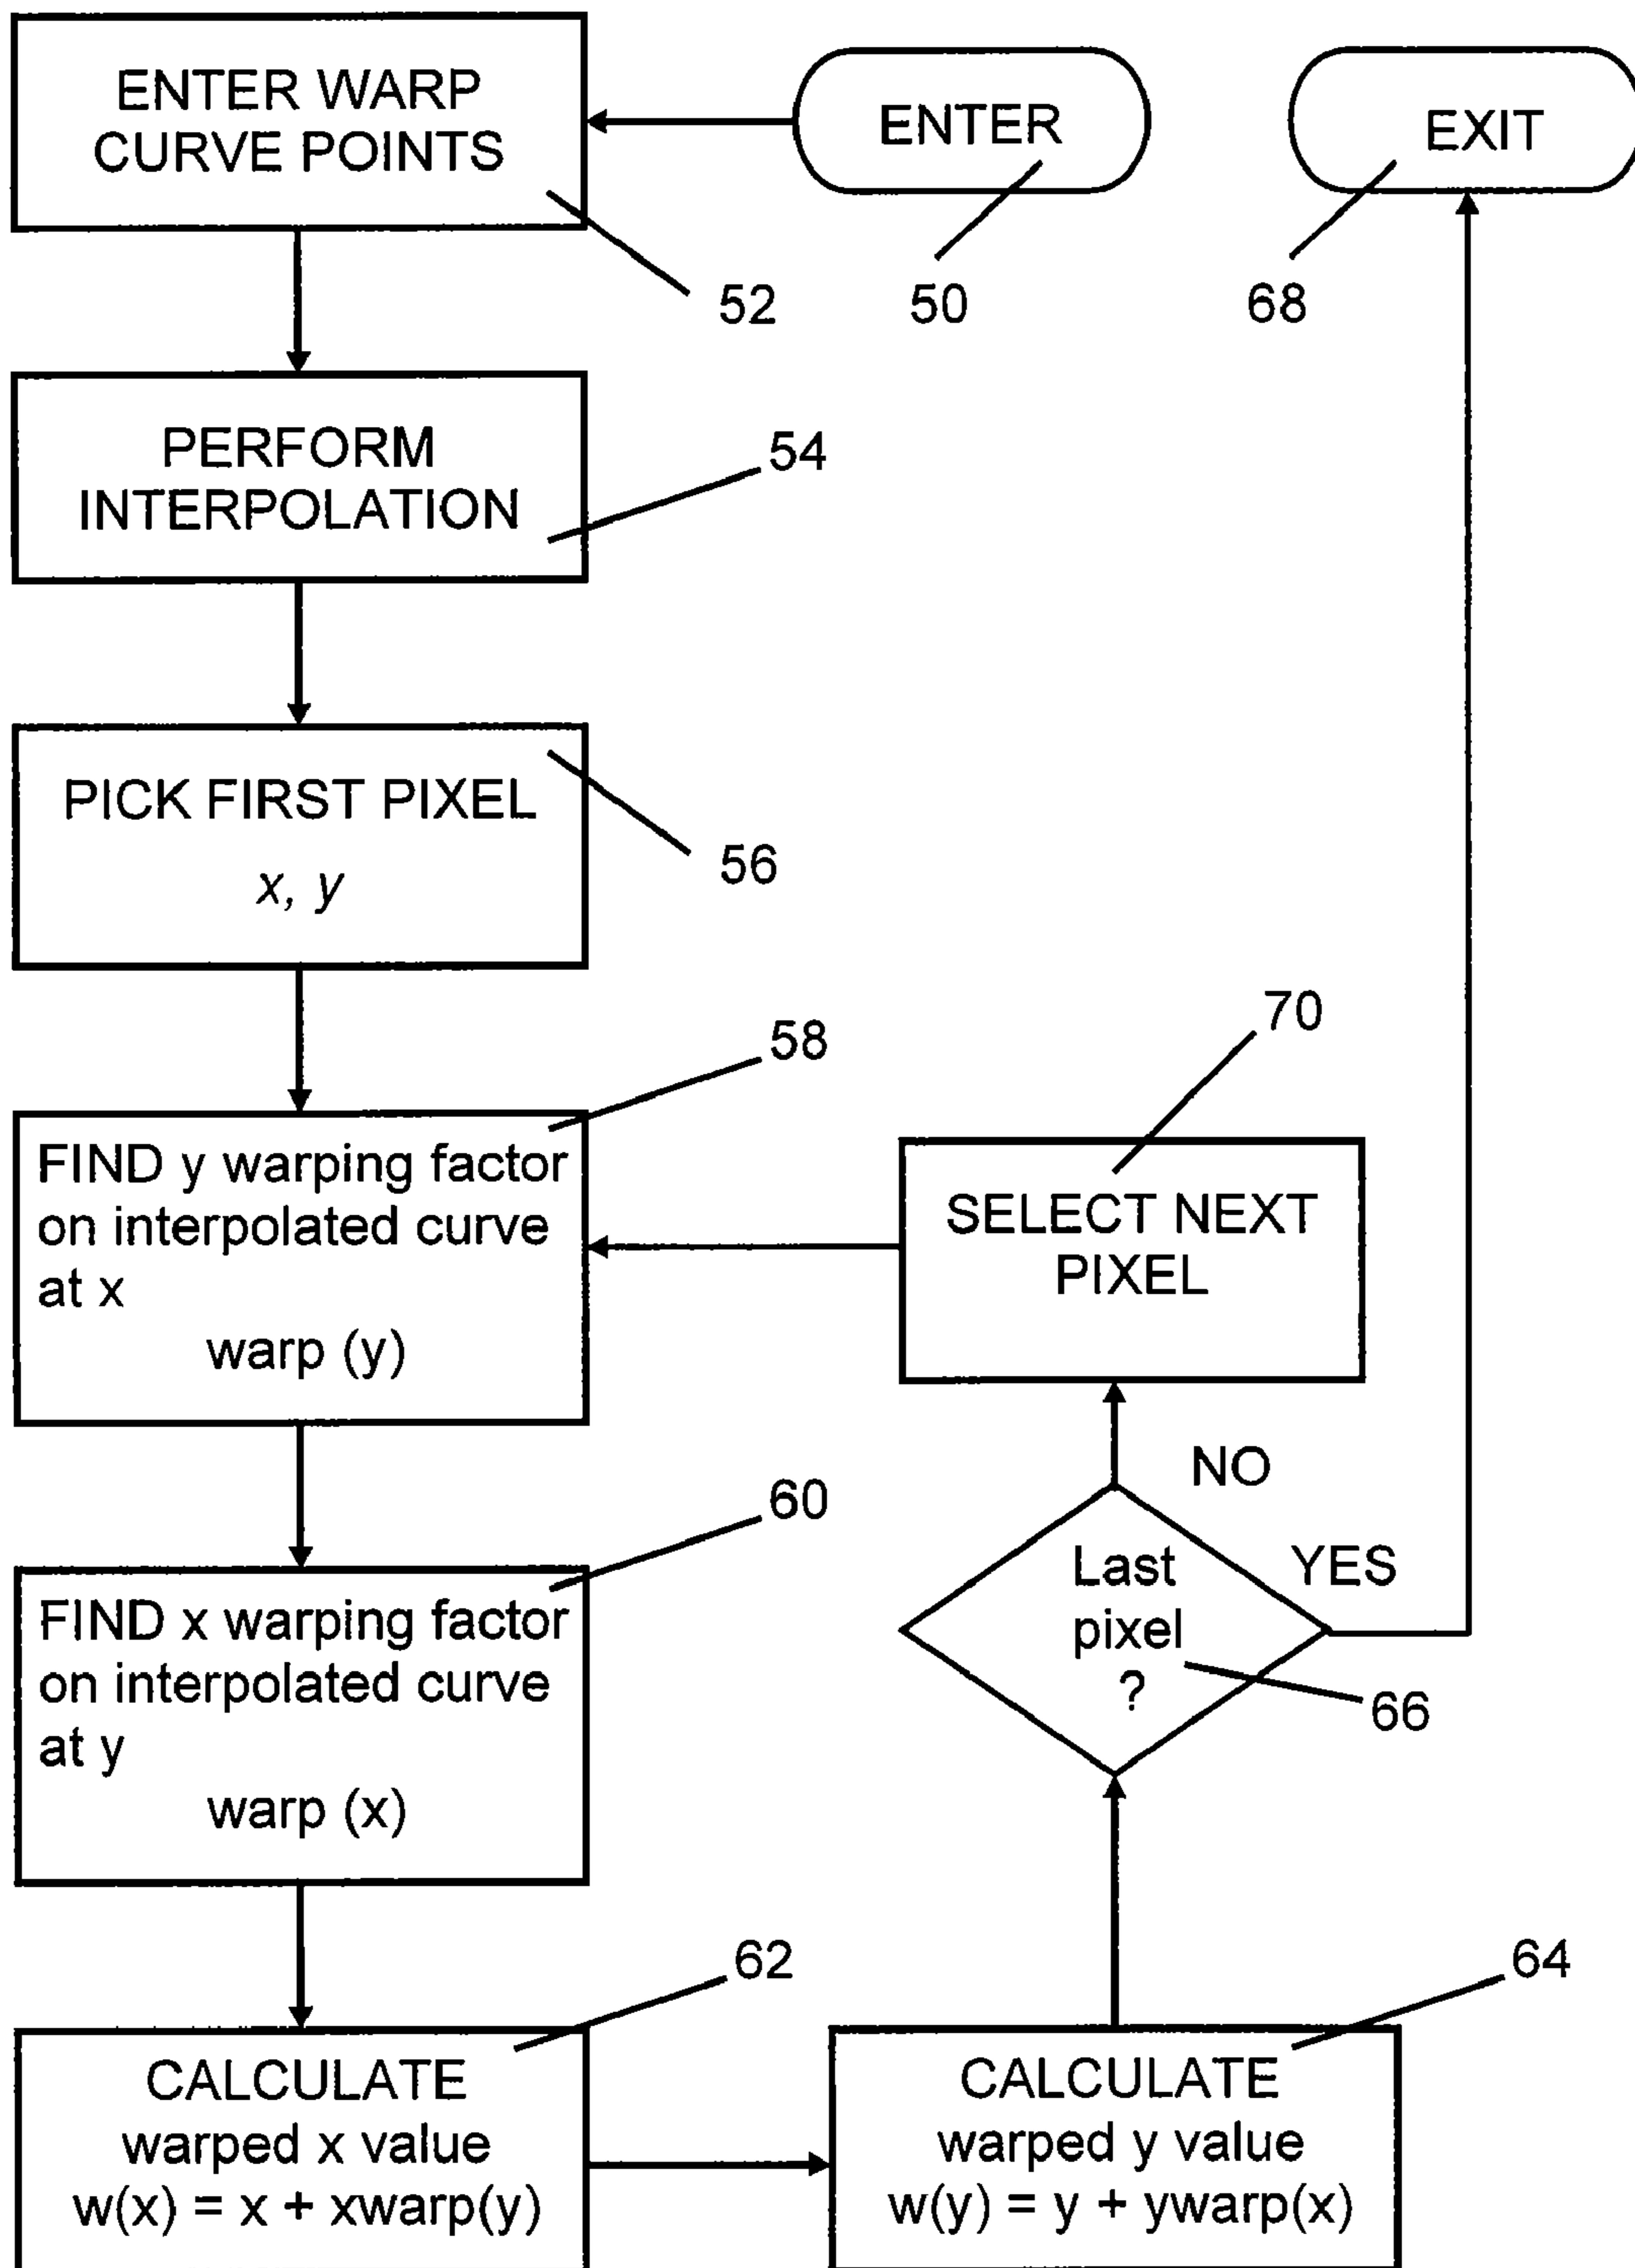 ENTER WARP
CURVE POINTS
52
ENTER
50
EXIT
68
PERFORM
INTERPOLATION
54
PICK FIRST PIXEL
x, y
56
FIND y warping factor
on interpolated curve
at x
warp (y)
58
FIND x warping factor
on interpolated curve
at y
warp (x)
60
CALCULATE
warped x value
w(x) = x + xwarp(y)
62
CALCULATE
warped y value
w(y) = y + ywarp(x)
64
Last
pixel
?
66
NO
YES
SELECT NEXT
PIXEL
70